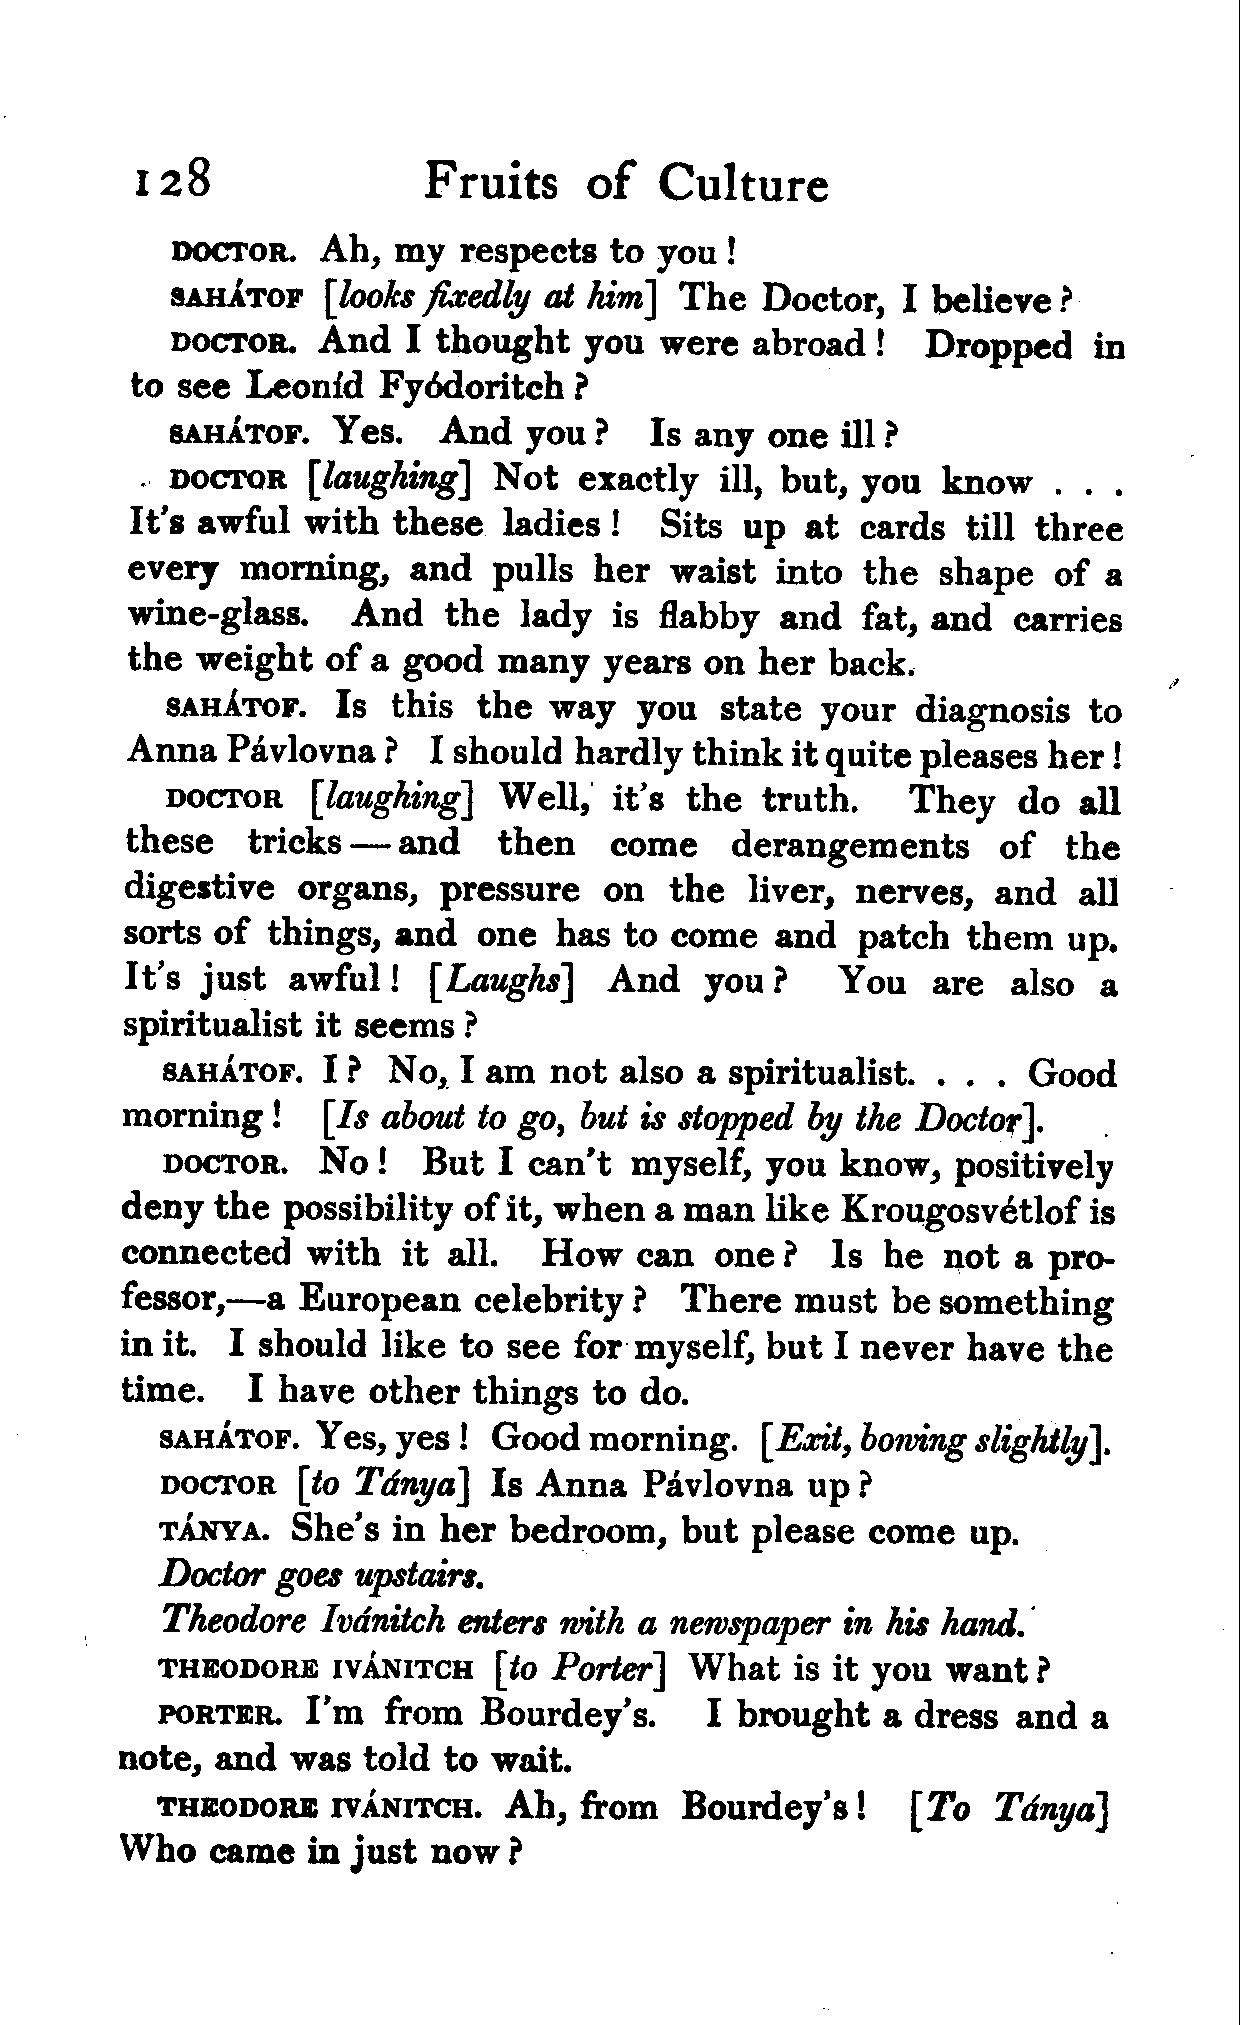 128 Fruits of Culture
DOCTOR. Ah, my respects to you !
SAHÁTOF [looks fixedly at him] The Doctor, I believe ?
DOCTOR. And I thought you were abroad ! Dropped in
to see Leoníd Fyódoritch ?
SAHÁTOF. Yes. And you ? Is any one ill ?
DOCTOR [laughing] Not exactly ill, but, you know . . .
It's awful with these ladies ! Sits up at cards till three
every morning, and pulls her waist into the shape of a
wine-glass. And the lady is flabby and fat, and carries
the weight of a good many years on her back.
SAHÁTOF. Is this the way you state your diagnosis to
Anna Pávlovna ? I should hardly think it quite pleases her !
DOCTOR [laughing] Well, it's the truth. They do all
these tricks — and then come derangements of the
digestive organs, pressure on the liver, nerves, and all
sorts of things, and one has to come and patch them up.
It's just awful ! [Laughs] And you ? You are also a
spiritualist it seems ?
SAHÁTOF. I ? No, I am not also a spiritualist. . . . Good
morning ! [Is about to go, but is stopped by the Doctor].
DOCTOR. No ! But I can't myself, you know, positively
deny the possibility of it, when a man like Krougosvétlof is
connected with it all. How can one ? Is he not a pro-
fessor,—a European celebrity ? There must be something
in it. I should like to see for myself, but I never have the
time. I have other things to do.
SAHÁTOF. Yes, yes ! Good morning. [Exit, bowing slightly].
DOCTOR [to Tánya] Is Anna Pávlovna up ?
TÁNYA. She's in her bedroom, but please come up.
Doctor goes upstairs.
Theodore Ivánitch enters with a newspaper in his hand.
THEODORE IVÁNITCH [to Porter] What is it you want ?
PORTER. I'm from Bourdey's. I brought a dress and a
note, and was told to wait.
THEODORE IVÁNITCH. Ah, from Bourdey's ! [To Tánya]
Who came in just now ?